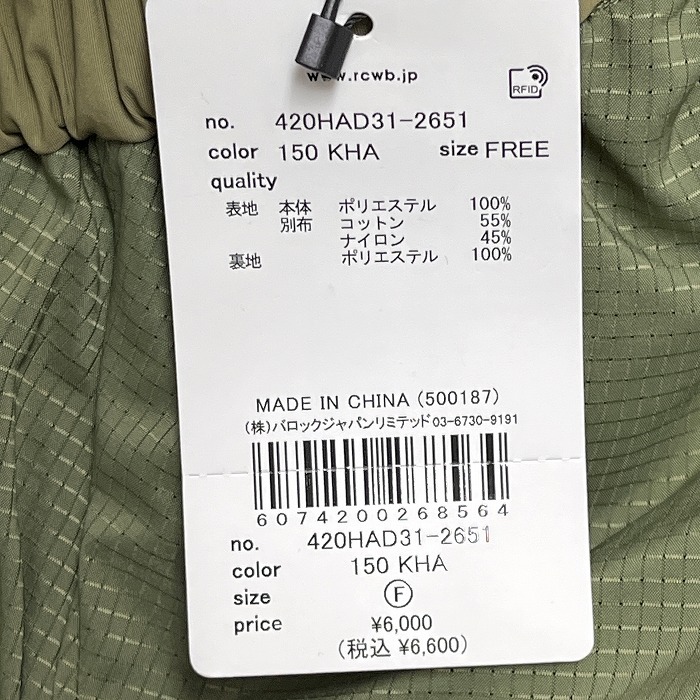 www.rcwb.jp
RFID
no. 420HAD31-2651
color 150 KHA size FREE
quality
表地 本体 ポリエステル 100%
別布 コットン 55%
ナイロン 45%
裏地 ポリエステル 100%
MADE IN CHINA (500187)
(株)バロックジャパンリミテッド03-6730-9191
6074200268564
no. 420HAD31-2651
color 150 KHA
size F
price ¥6,000
(税込 ¥6,600)